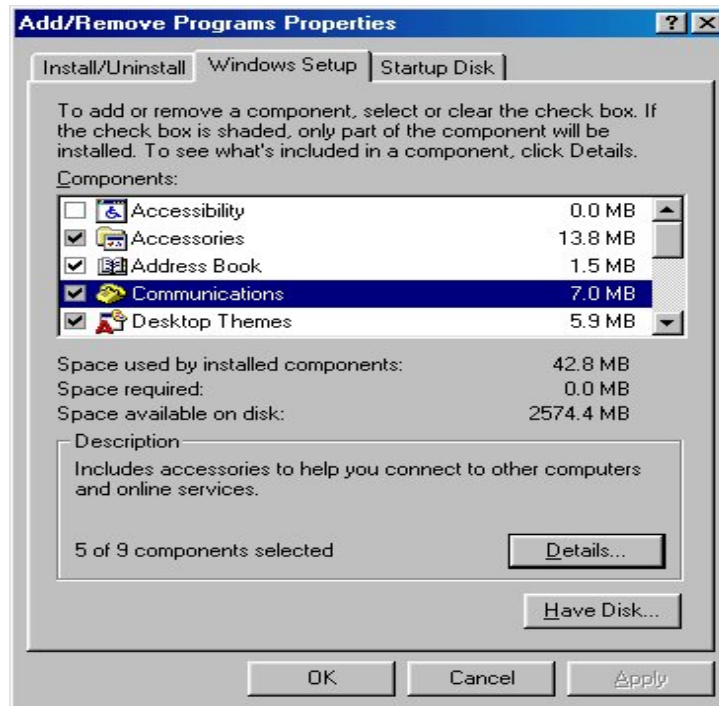 Add/Remove Programs Properties
Install/Uninstall Windows Setup Startup Disk
To add or remove a component, select or clear the check box. If
the check box is shaded, only part of the component will be
installed. To see what's included in a component, click Details.
Components:
Accessibility 0.0 MB
Accessories 13.8 MB
Address Book 1.5 MB
Communications 7.0 MB
Desktop Themes 5.9 MB
Space used by installed components: 42.8 MB
Space required: 0.0 MB
Space available on disk: 2574.4 MB
Description
Includes accessories to help you connect to other computers
and online services.
5 of 9 components selected Details...
Have Disk...
OK Cancel Apply